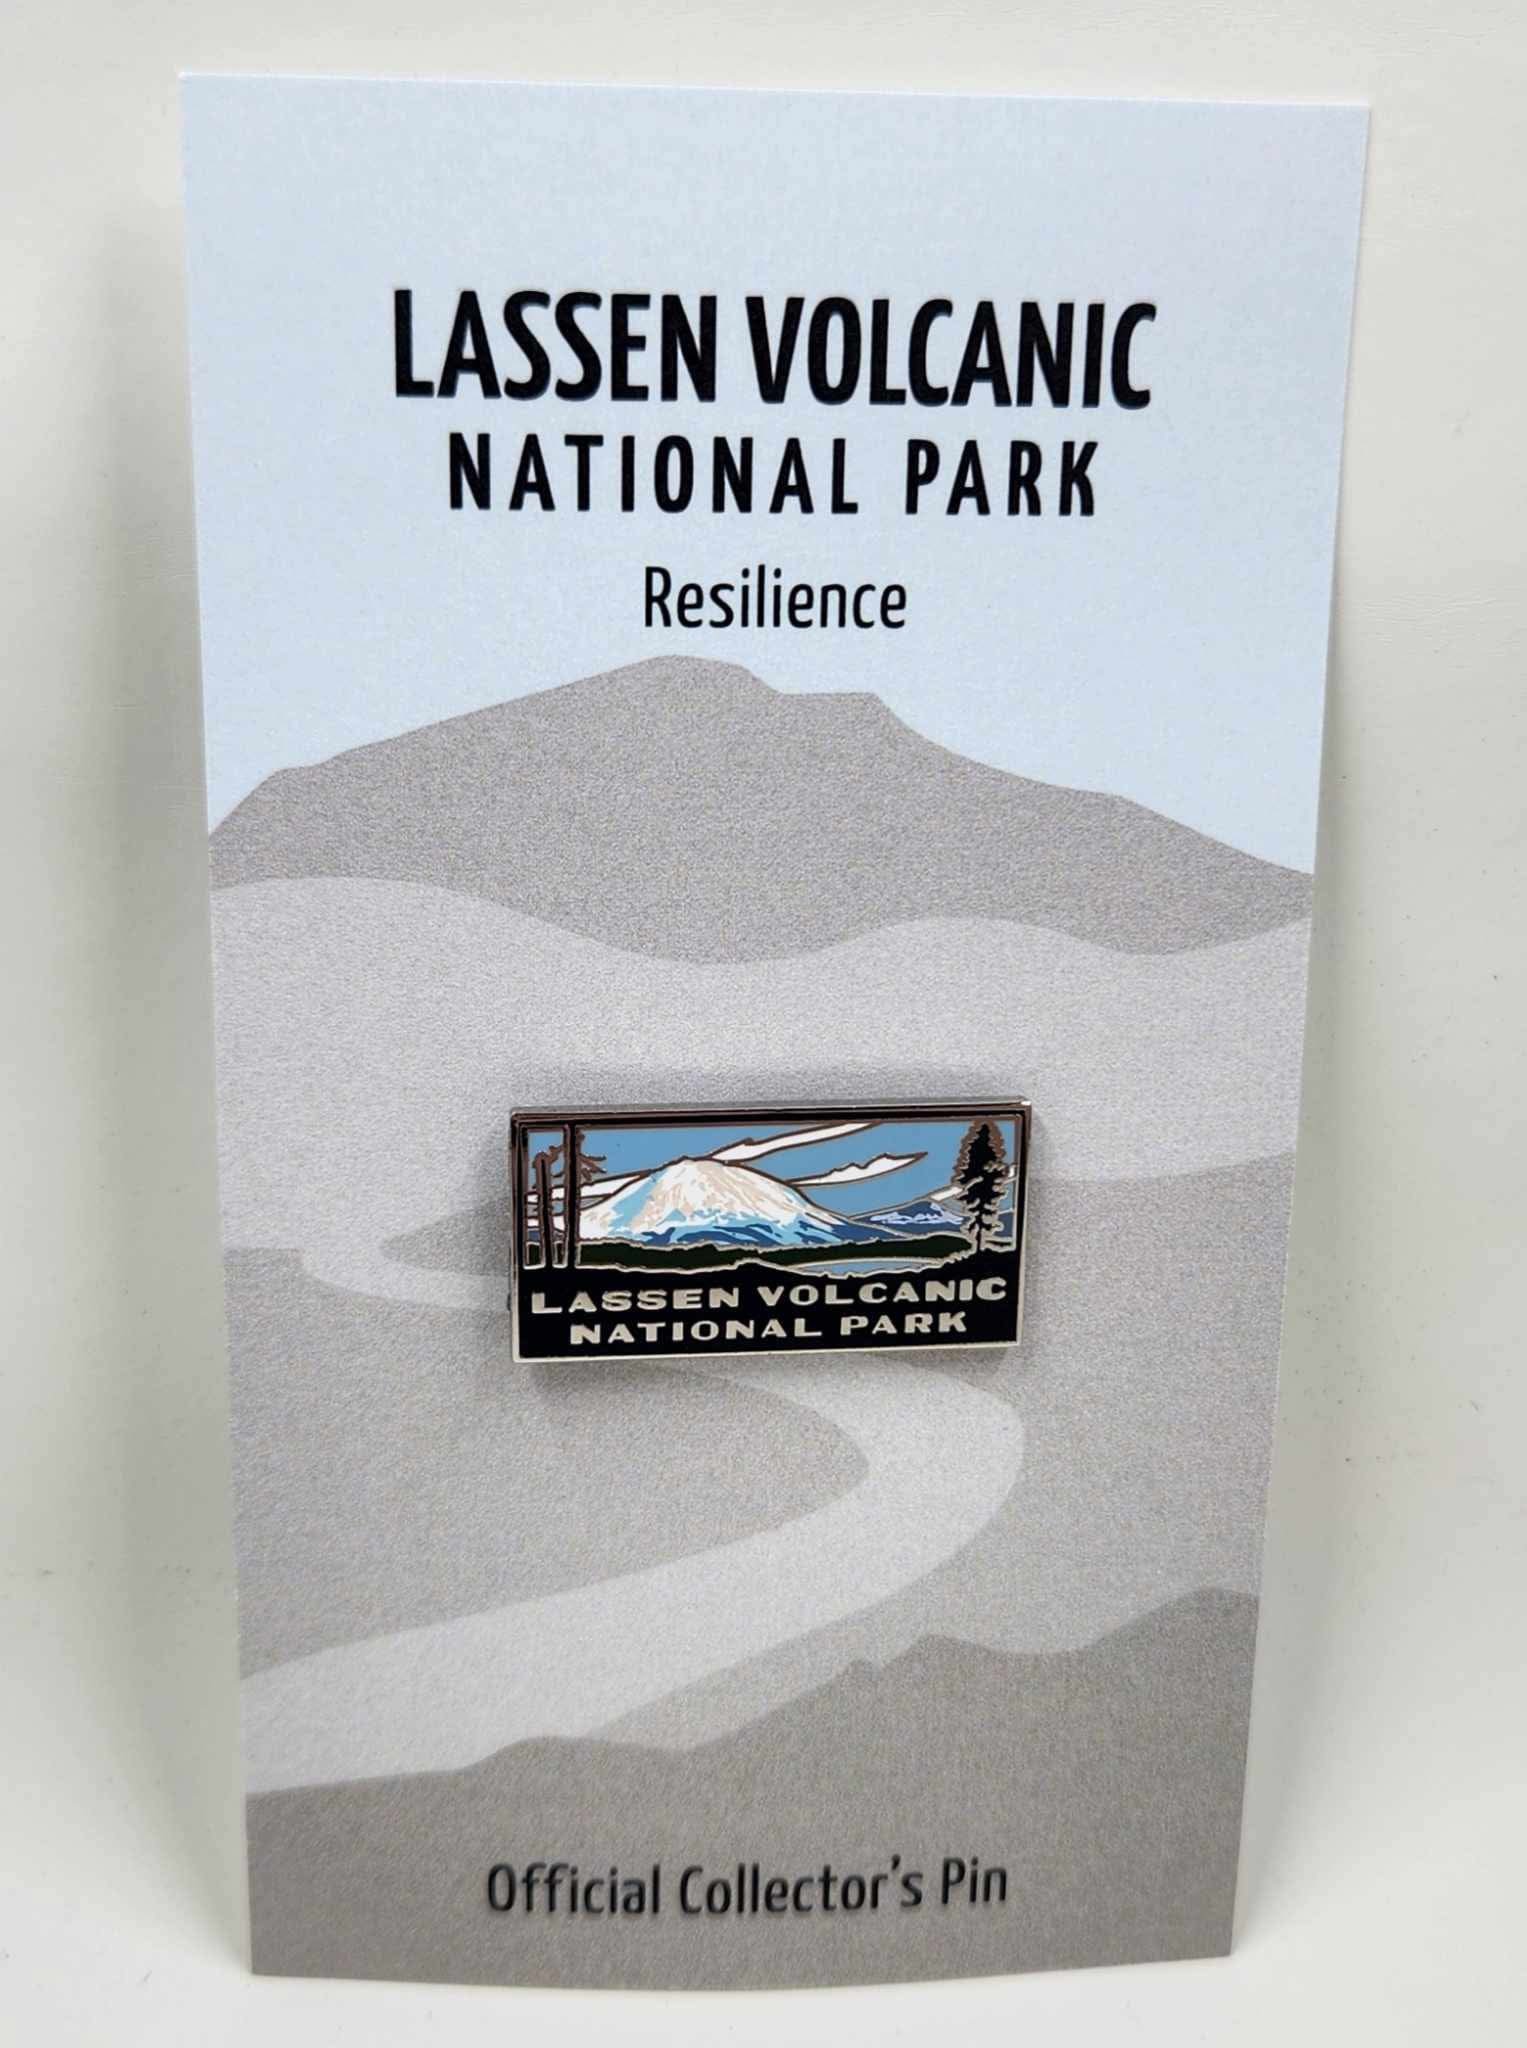 LASSEN VOLCANIC
NATIONAL PARK
Resilience
LASSEN VOLCANIC
NATIONAL PARK
Official Collector's Pin